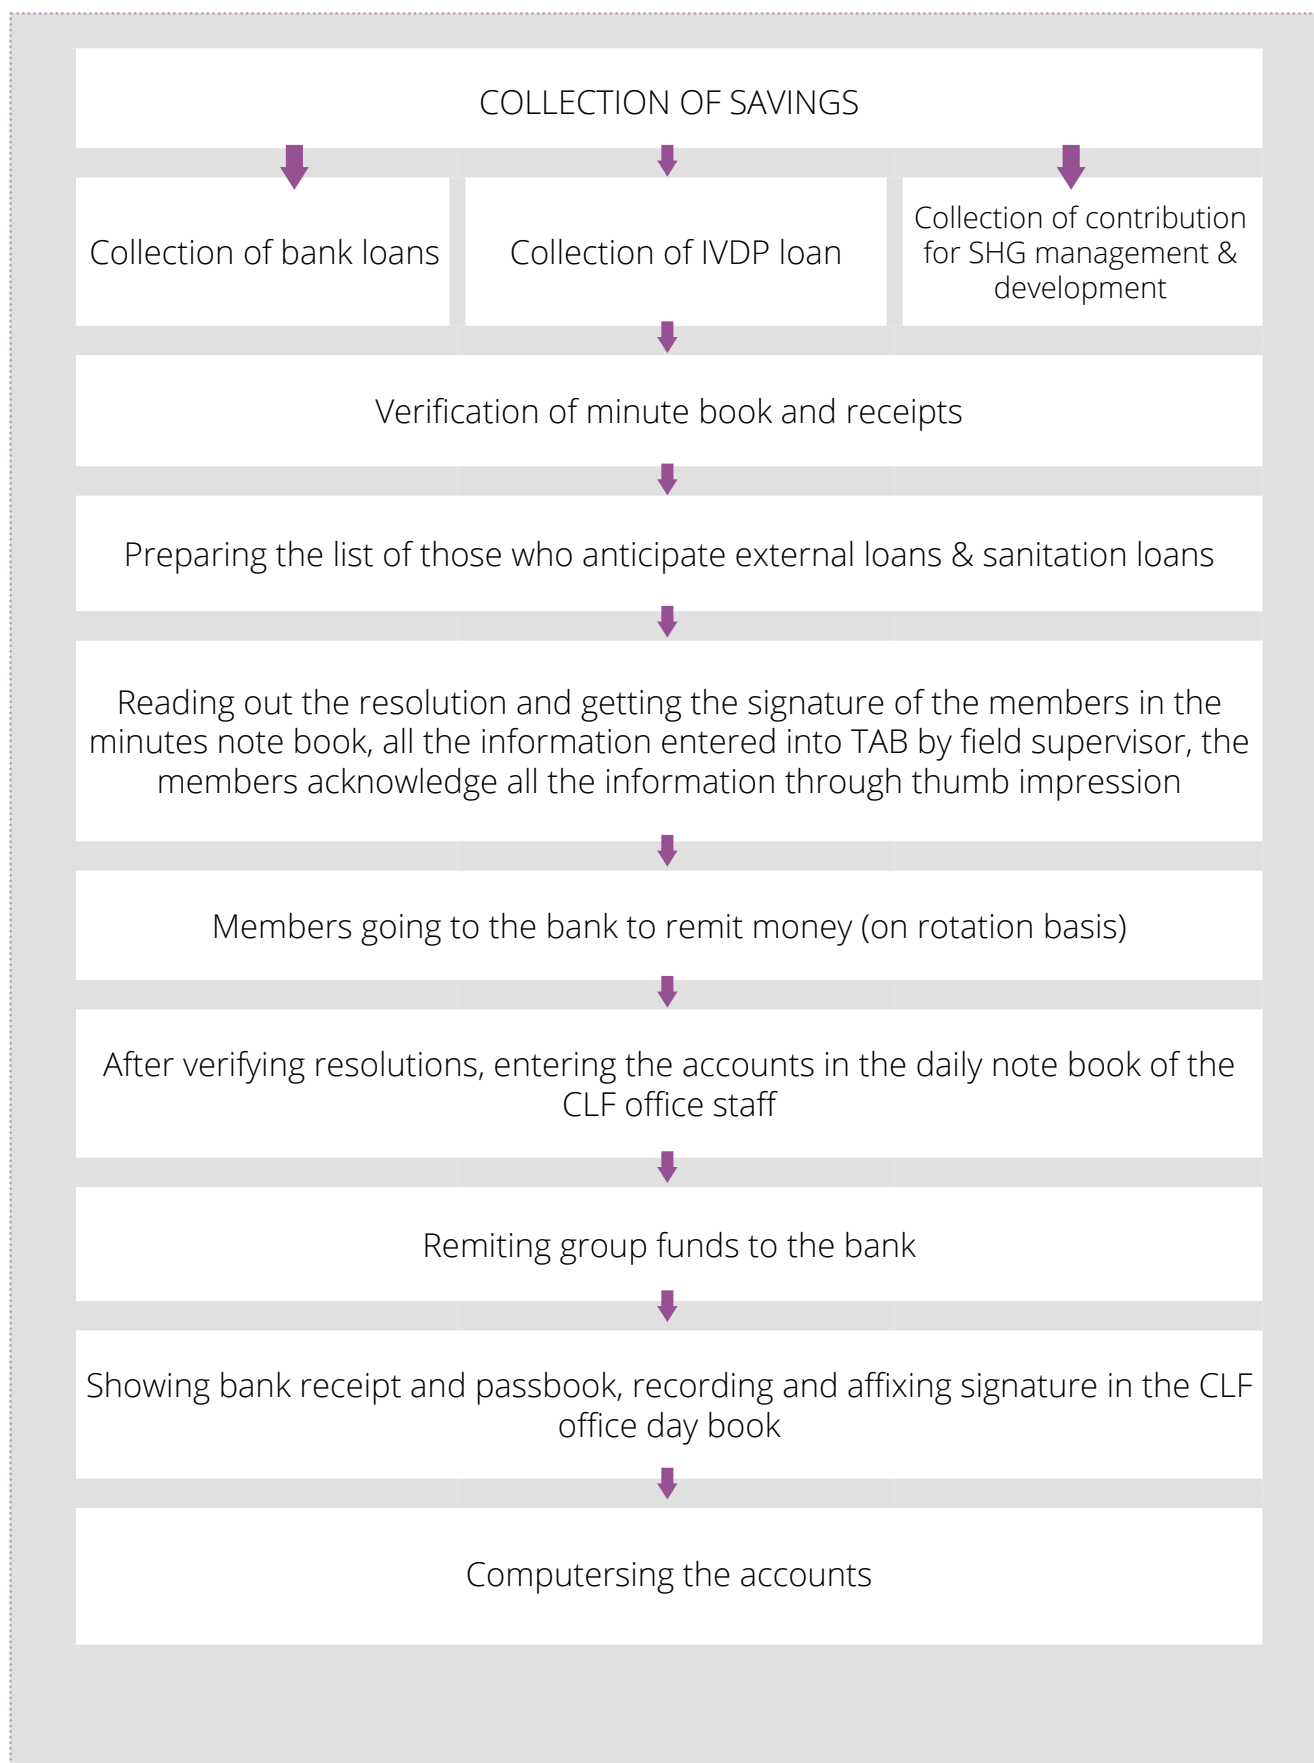 COLLECTION OF SAVINGS
Collection of bank loans
Collection of IVDP loan
Collection of contribution
for SHG management &
development
Verification of minute book and receipts
Preparing the list of those who anticipate external loans & sanitation loans
Reading out the resolution and getting the signature of the members in the
minutes note book, all the information entered into TAB by field supervisor, the
members acknowledge all the information through thumb impression
Members going to the bank to remit money (on rotation basis)
After verifying resolutions, entering the accounts in the daily note book of the
CLF office staff
Remiting group funds to the bank
Showing bank receipt and passbook, recording and affixing signature in the CLF
office day book
Computersing the accounts